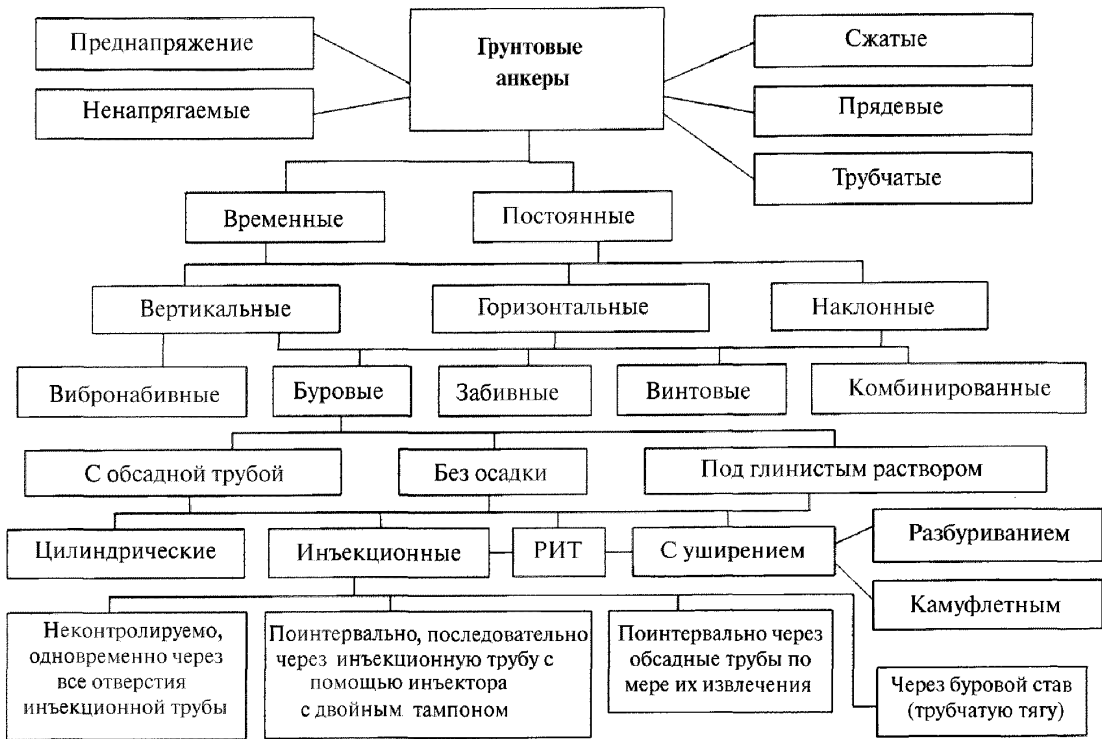 Преднапряжение
Грунтовые
анкеры
Сжатые
Ненапрягаемые
Прядевые
Трубчатые
Временные
Постоянные
Вертикальные
Горизонтальные
Наклонные
Вибронабивные
Буровые
Забивные
Винтовые
Комбинированные
С обсадной трубой
Без осадки
Под глинистым раствором
Цилиндрические
Инъекционные
РИТ
С уширением
Разбуриванием
Камуфлетным
Неконтролируемо,
одновременно через
все отверстия
инъекционной трубы
Поинтервально, последовательно
через инъекционную трубу с
помощью инъектора
с двойным тампоном
Поинтервально через
обсадные трубы по
мере их извлечения
Через буровой став
(трубчатую тягу)